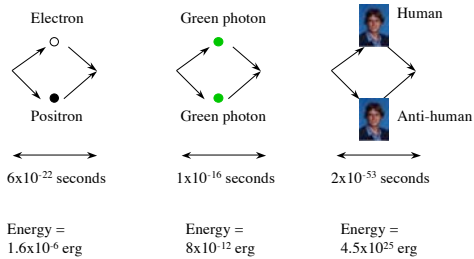 Electron
Green photon
Human
Positron
Green photon
Anti-human
6x10⁻²² seconds
1x10⁻¹⁶ seconds
2x10⁻⁵³ seconds
Energy =
1.6x10⁻⁶ erg
Energy =
8x10⁻¹² erg
Energy =
4.5x10²⁵ erg